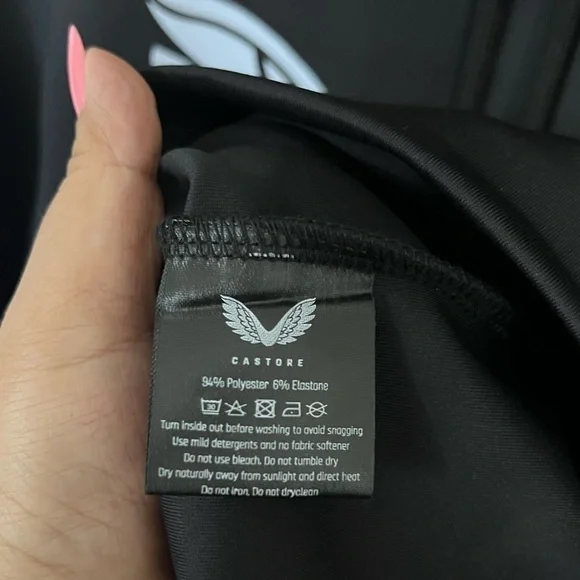 CASTORE
94% Polyester 6% Elastane
30
Turn inside out before washing to avoid snagging
Use mild detergents and no fabric softener
Do not use bleach. Do not tumble dry
Dry naturally away from sunlight and direct heat
Do not iron. Do not dryclean